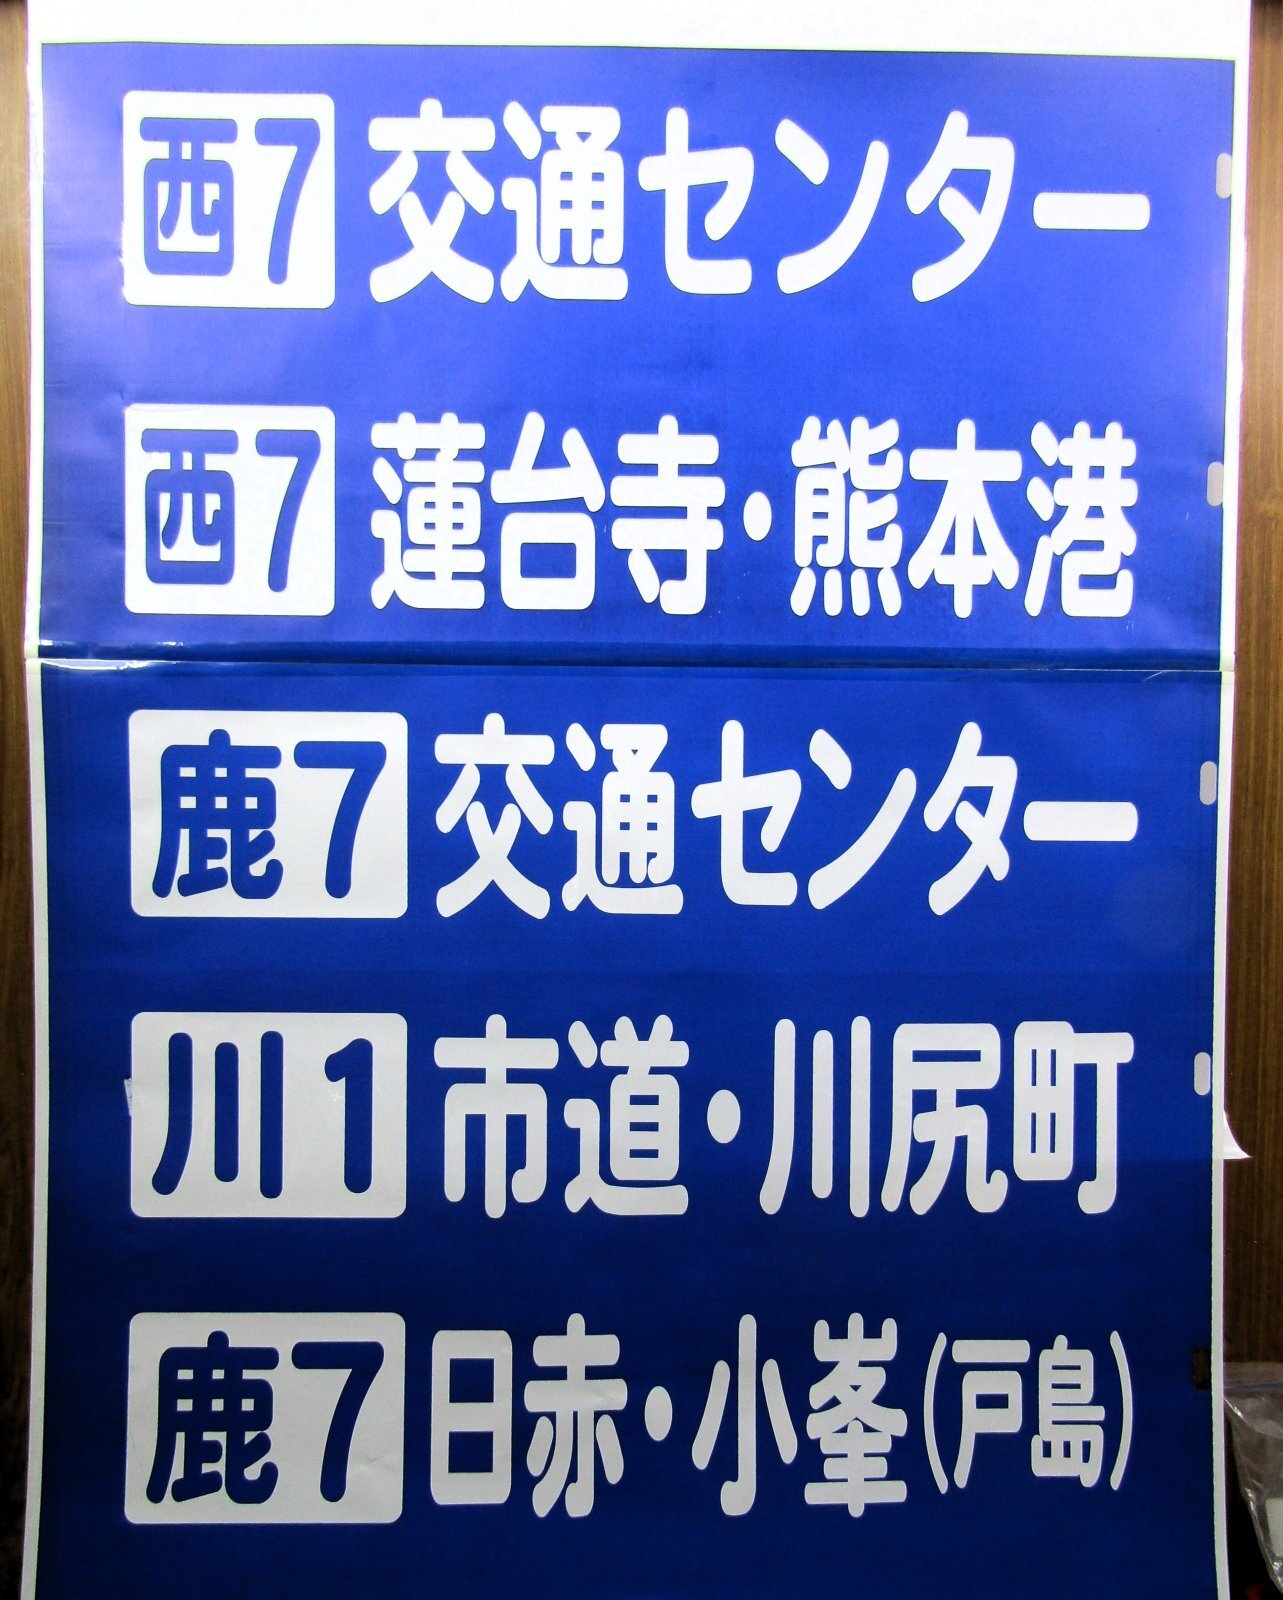 西7 交通センター
西7 蓮台寺・熊本港
鹿7 交通センター
川1 市道・川尻町
鹿7 日赤・小峯(戸島)